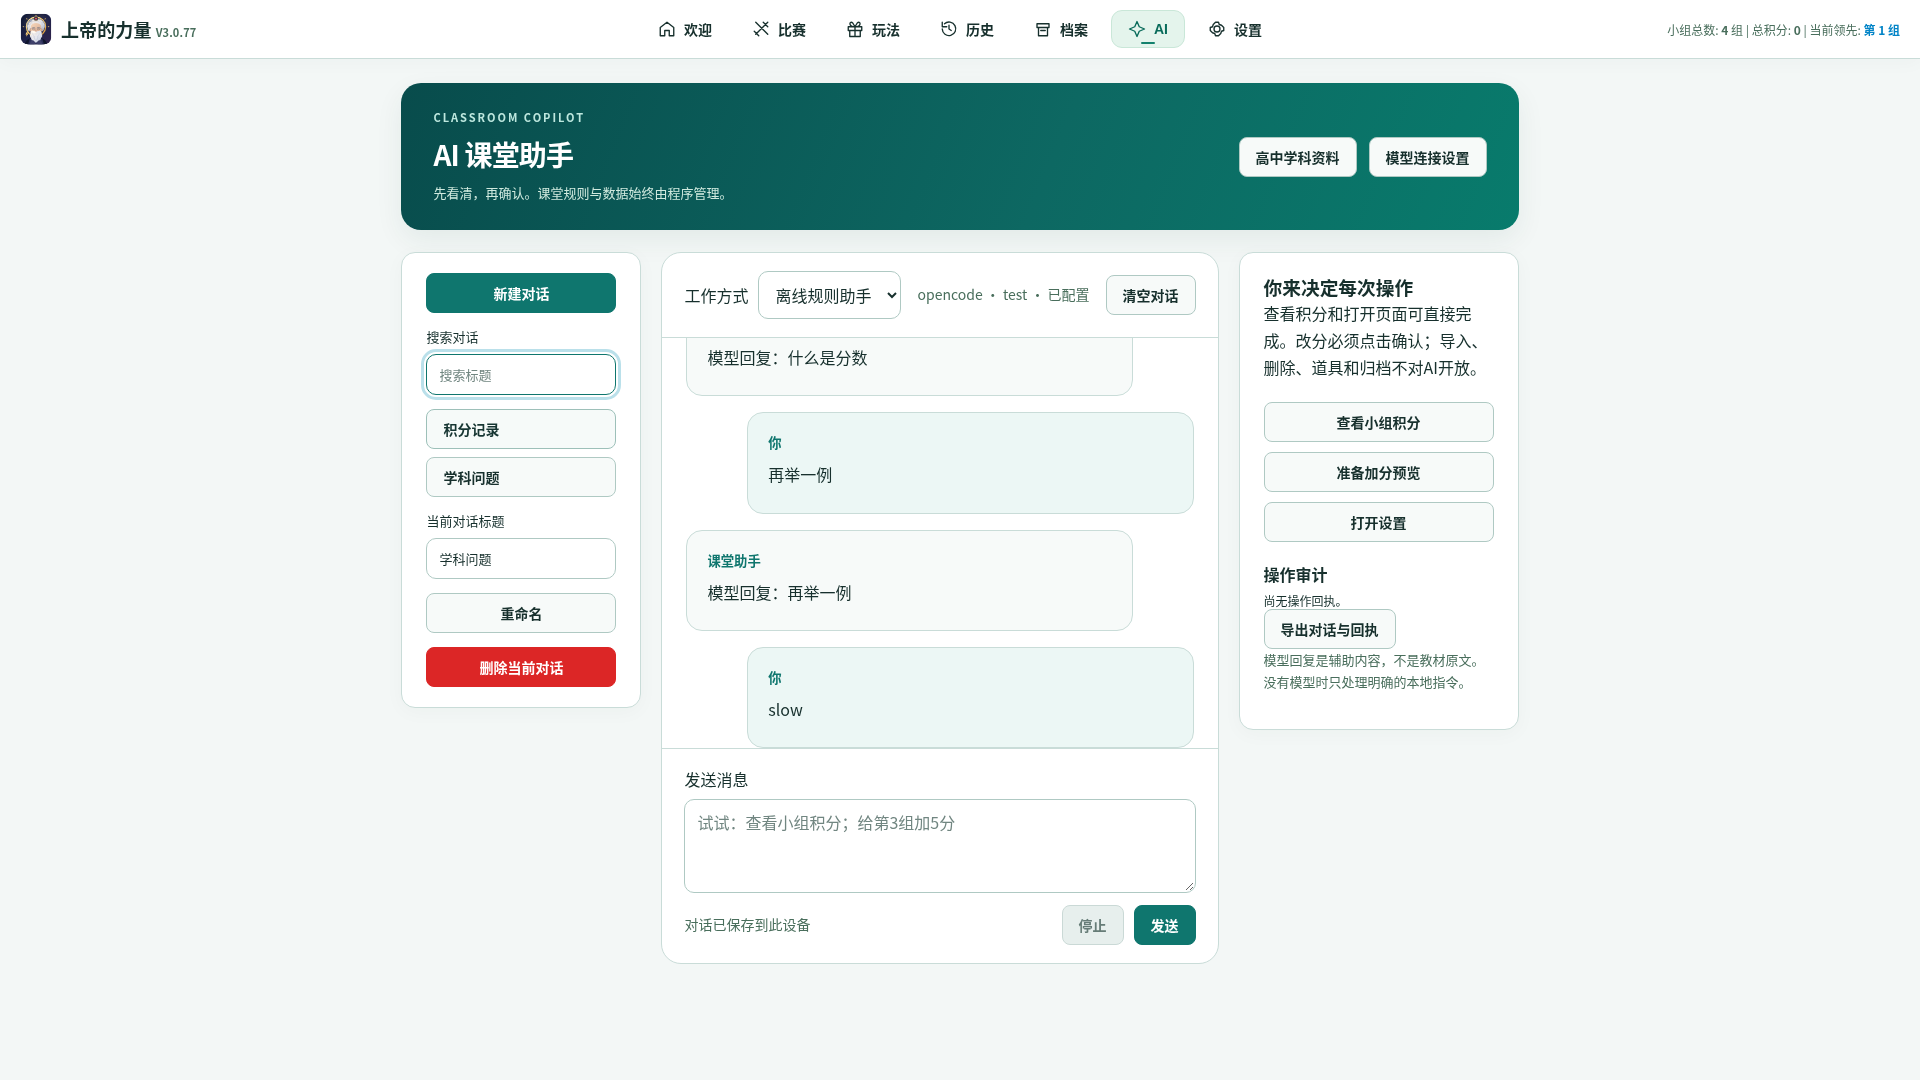 上帝的力量 V3.0.77
欢迎
比赛
玩法
历史
档案
AI
设置
小组总数: 4 组 | 总积分: 0 | 当前领先: 第 1 组
CLASSROOM COPILOT
AI 课堂助手
先看清，再确认。课堂规则与数据始终由程序管理。
高中学科资料
模型连接设置
新建对话
搜索对话
搜索标题
积分记录
学科问题
当前对话标题
学科问题
重命名
删除当前对话
工作方式
离线规则助手
opencode · test · 已配置
清空对话
模型回复：什么是分数
你
再举一例
课堂助手
模型回复：再举一例
你
slow
发送消息
试试：查看小组积分；给第3组加5分
对话已保存到此设备
停止
发送
你来决定每次操作
查看积分和打开页面可直接完
成。改分必须点击确认；导入、
删除、道具和归档不对AI开放。
查看小组积分
准备加分预览
打开设置
操作审计
尚无操作回执。
导出对话与回执
模型回复是辅助内容，不是教材原文。
没有模型时只处理明确的本地指令。